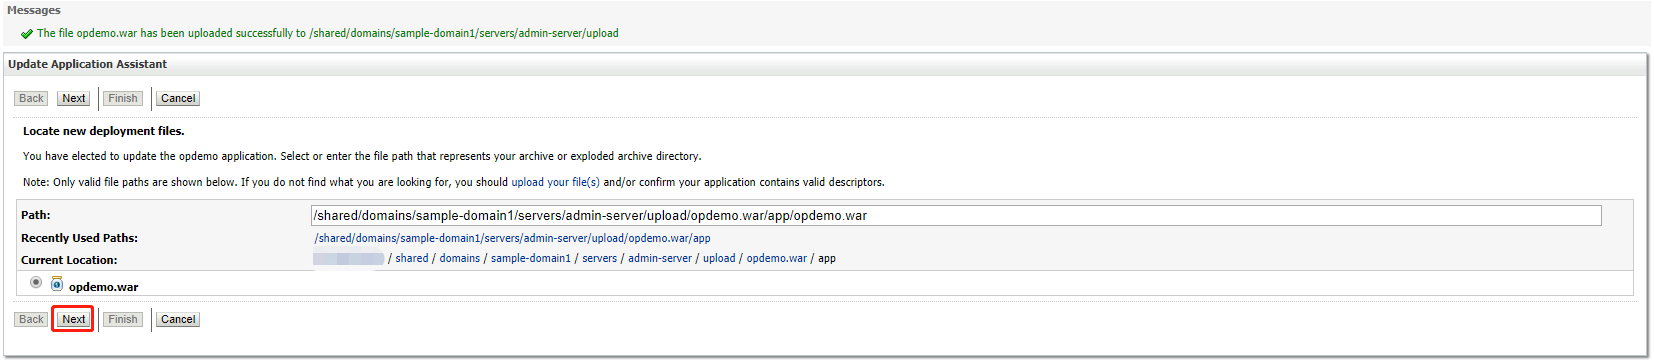 Messages
The file opdemo.war has been uploaded successfully to /shared/domains/sample-domain1/servers/admin-server/upload
Update Application Assistant
Back Next Finish Cancel
Locate new deployment files.
You have elected to update the opdemo application. Select or enter the file path that represents your archive or exploded archive directory.
Note: Only valid file paths are shown below. If you do not find what you are looking for, you should upload your file(s) and/or confirm your application contains valid descriptors.
Path: /shared/domains/sample-domain1/servers/admin-server/upload/opdemo.war/app/opdemo.war
Recently Used Paths: /shared/domains/sample-domain1/servers/admin-server/upload/opdemo.war/app
Current Location: / shared / domains / sample-domain1 / servers / admin-server / upload / opdemo.war / app
opdemo.war
Back Next Finish Cancel